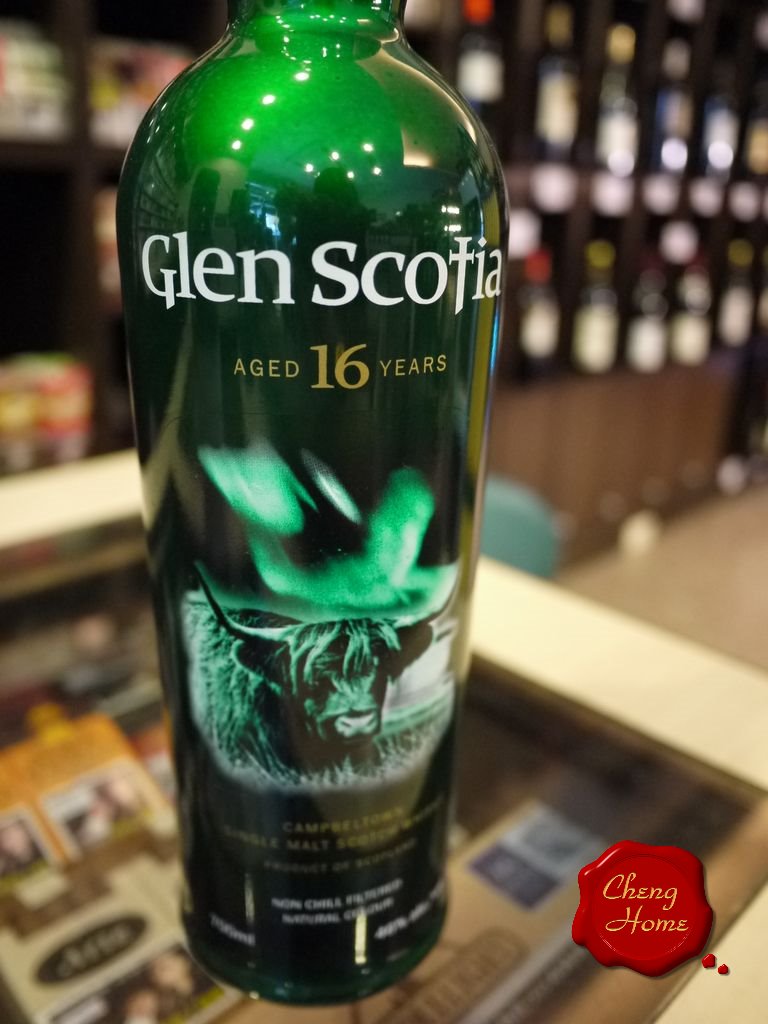 Glen Scotia
AGED 16 YEARS
CAMPBELTOWN
SINGLE MALT SCOTCH WHISKY
PRODUCT OF SCOTLAND
NON CHILL FILTERED
NATURAL COLOUR
700ml
Cheng
Home